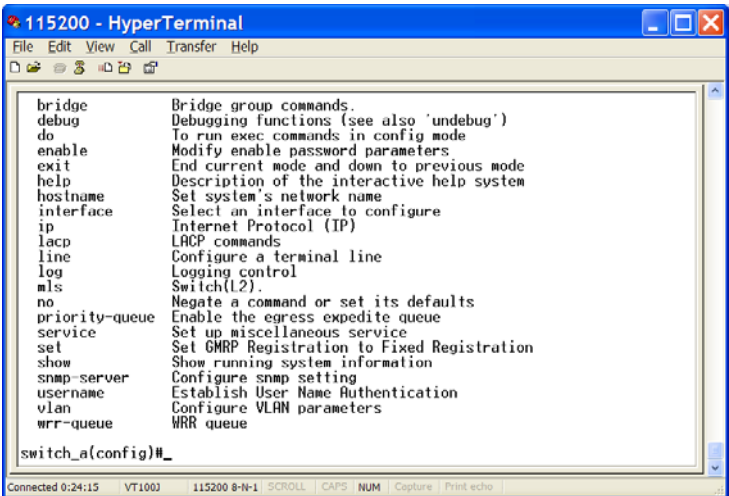 115200 - HyperTerminal
File Edit View Call Transfer Help
bridge Bridge group commands.
debug Debugging functions (see also 'undebug')
do To run exec commands in config mode
enable Modify enable password parameters
exit End current mode and down to previous mode
help Description of the interactive help system
hostname Set system's network name
interface Select an interface to configure
ip Internet Protocol (IP)
lacp LACP commands
line Configure a terminal line
log Logging control
mls Switch(L2).
no Negate a command or set its defaults
priority-queue Enable the egress expedite queue
service Set up miscellaneous service
set Set GMRP Registration to Fixed Registration
show Show running system information
snmp-server Configure snmp setting
username Establish User Name Authentication
vlan Configure VLAN parameters
wrr-queue WRR queue
switch_a(config)#_
Connected 0:24:15 VT100J 115200 8-N-1 SCROLL CAPS NUM Capture Print echo